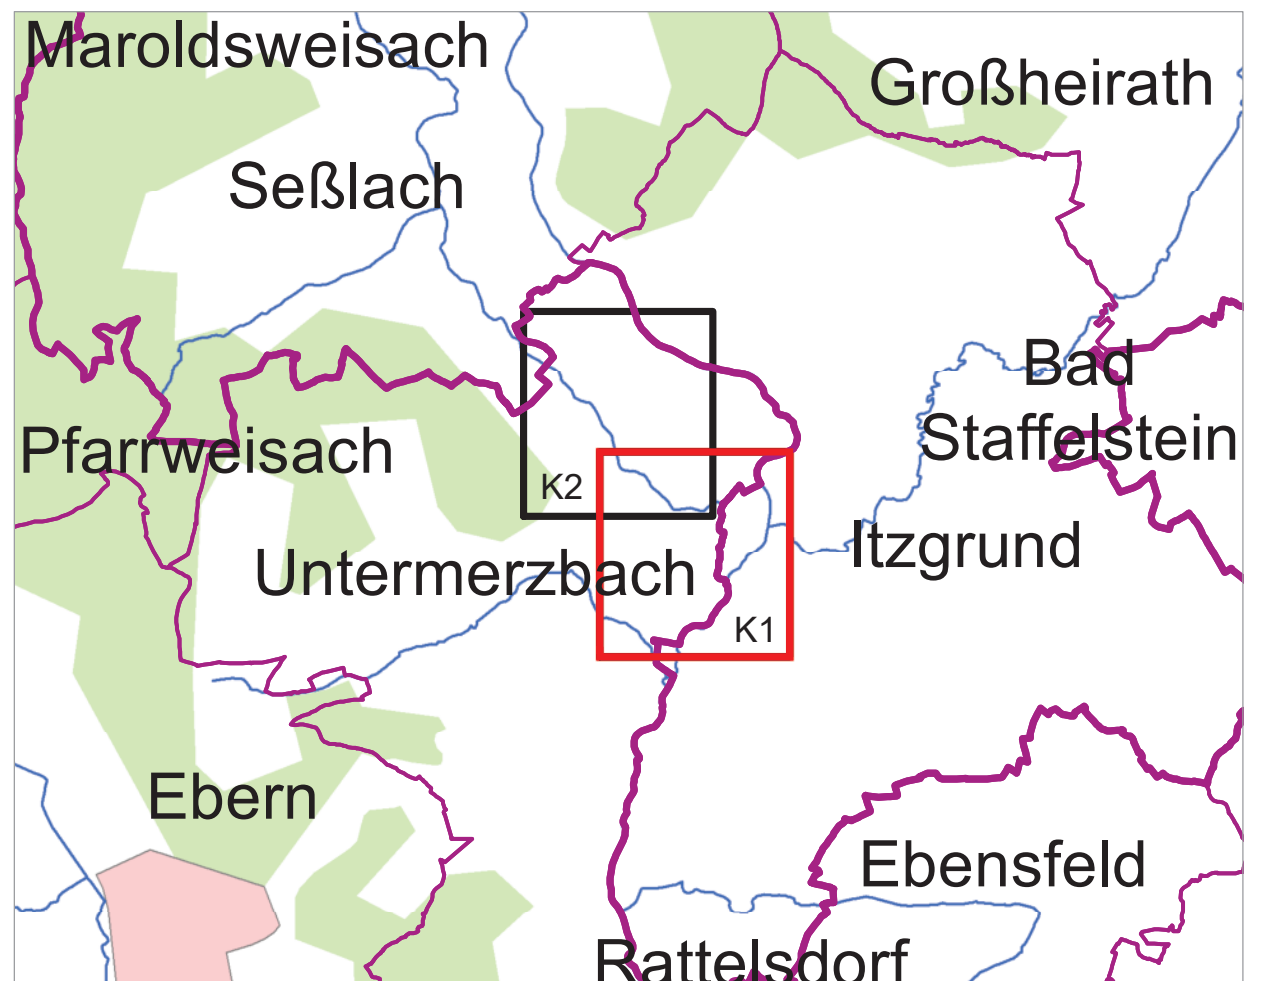 Maroldsweisach
Großheirath
Seßlach
Bad
Staffelstein
Pfarrweisach
K2
Itzgrund
Untermerzbach
K1
Ebern
Ebensfeld
Rattelsdorf